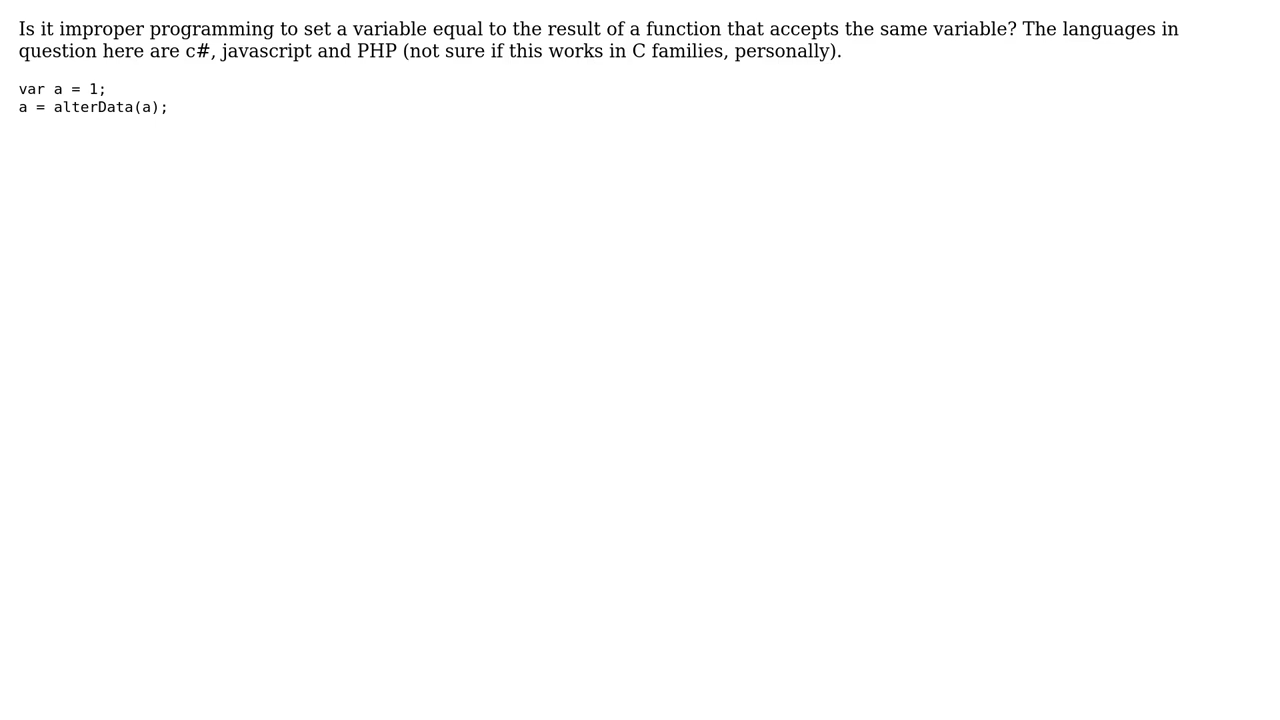 Is it improper programming to set a variable equal to the result of a function that accepts the same variable? The languages in
question here are c#, javascript and PHP (not sure if this works in C families, personally).
var a = 1;
a = alterData(a);